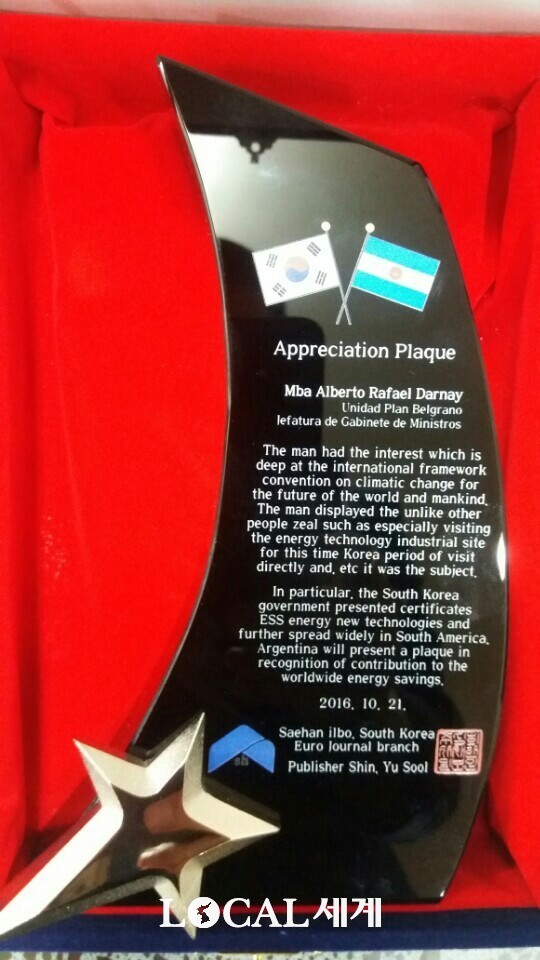 Appreciation Plaque
Mba Alberto Rafael Darnay
Unidad Plan Belgrano
lefatura de Gabinete de Ministros
The man had the interest which is
deep at the international framework
convention on climatic change for
the future of the world and mankind.
The man displayed the unlike other
people zeal such as especially visiting
the energy technology industrial site
for this time Korea period of visit
directly and, etc it was the subject.
In particular, the South Korea
government presented certificates
ESS energy new technologies and
further spread widely in South America,
Argentina will present a plaque in
recognition of contribution to the
worldwide energy savings.
2016. 10. 21.
Saehan ilbo, South Korea
Euro Journal branch
Publisher Shin, Yu Sool
sh
LOCAL세계